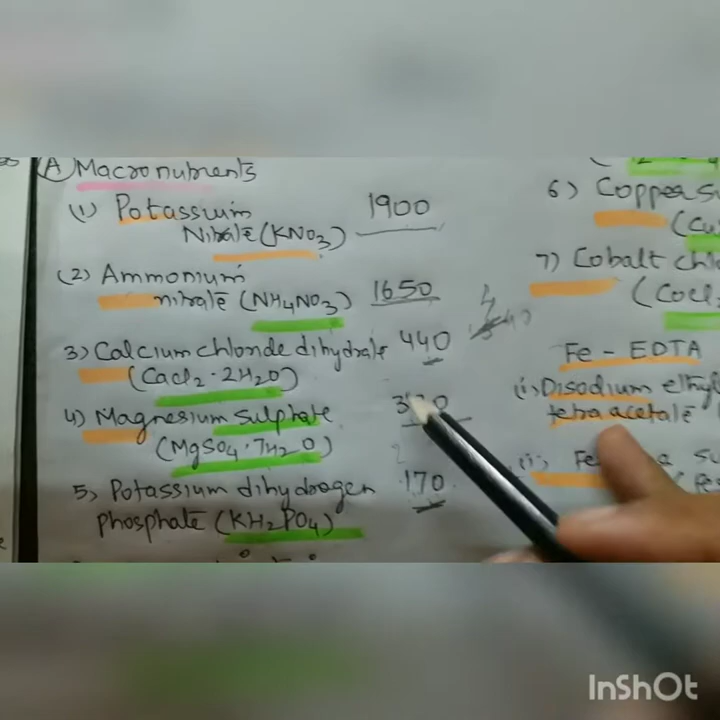 (A) Macronutrients
(1) Potassium 1900
Nitrate (KNO3)
(2) Ammonium
nitrate (NH4NO3) 1650
3) Calcium chloride dihydrate 440
(CaCl2·2H2O)
4) Magnesium Sulphate
(MgSO4·7H2O)
5) Potassium dihydrogen 170
phosphate (KH2PO4)
6) Copper
7) Cobalt
Fe - EDTA
(i) Disodium
tetra acetate
(ii)
InShOt